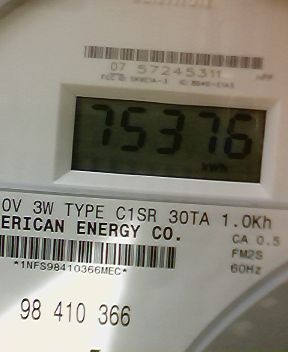 07 57245311
75376
kWh
0V 3W TYPE C1SR 30TA 1.0Kh
ERICAN ENERGY CO.
CA 0.5
FM2S
60Hz
*1NFS98410366MEC*
98 410 366